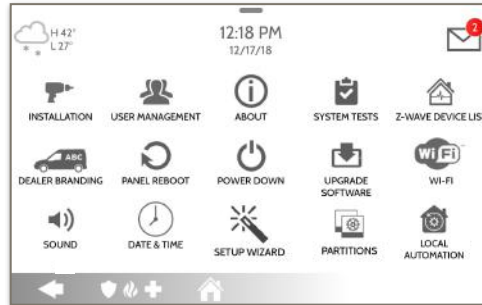 H 42°
L 27°
12:18 PM
12/17/18
2
INSTALLATION
USER MANAGEMENT
ABOUT
SYSTEM TESTS
Z-WAVE DEVICE LIS
ABC
WiFi
DEALER BRANDING
PANEL REBOOT
POWER DOWN
UPGRADE
SOFTWARE
WI-FI
SOUND
DATE & TIME
SETUP WIZARD
PARTITIONS
LOCAL
AUTOMATION